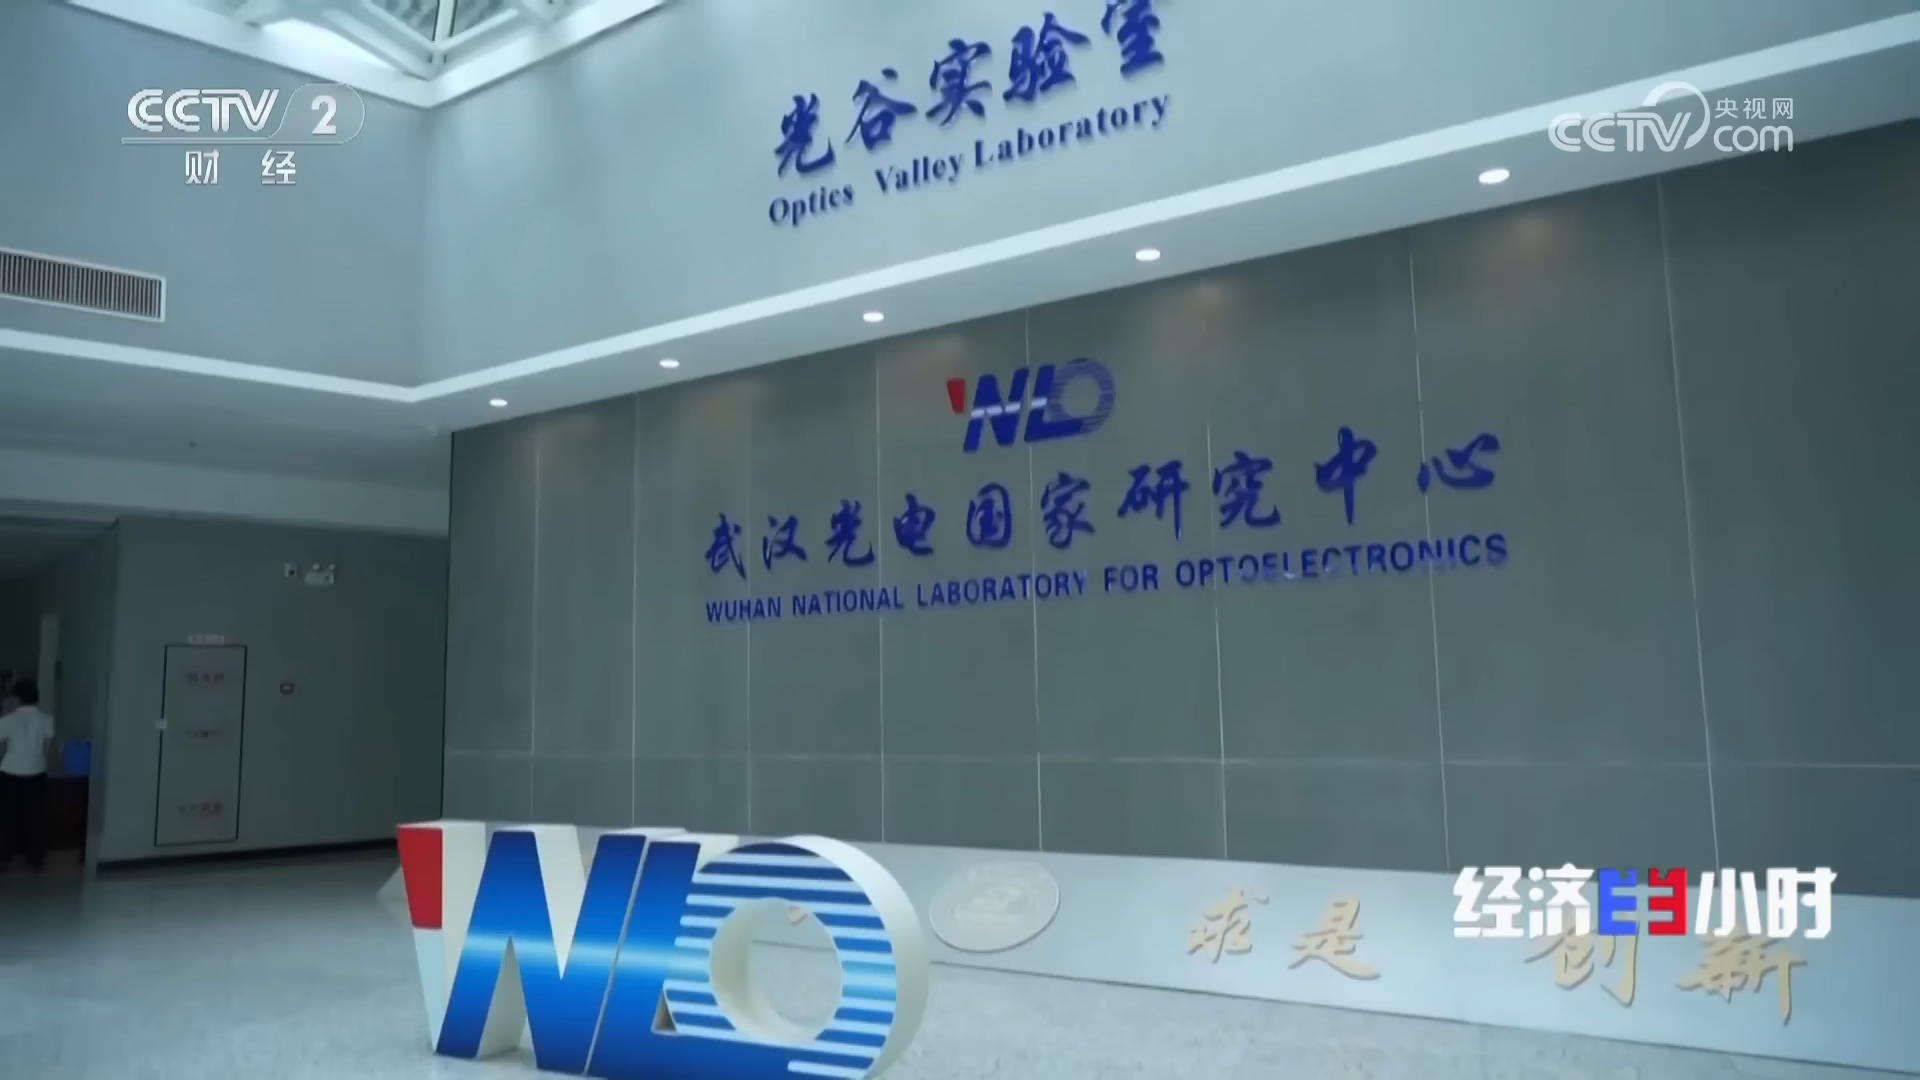 光谷实验室
Optics Valley Laboratory
CCTV 2
财经
央视网
CCTV.com
WNLO
武汉光电国家研究中心
WUHAN NATIONAL LABORATORY FOR OPTOELECTRONICS
WNLO
求是 创新
经济半小时